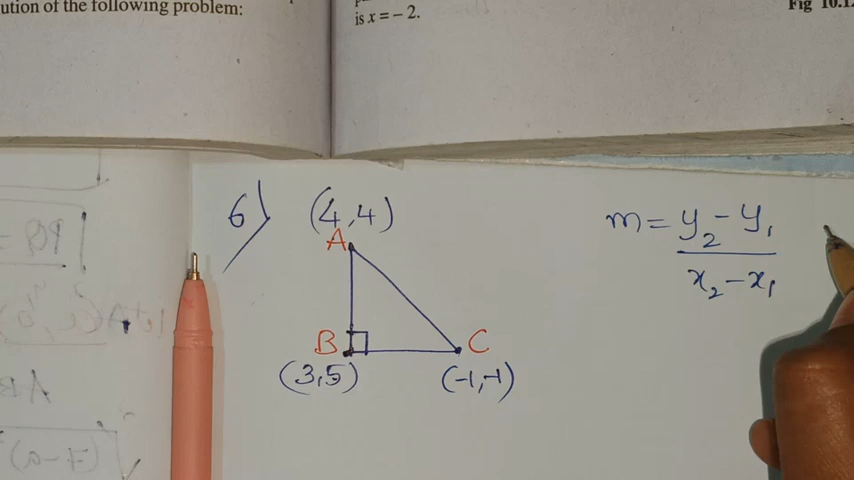 ution of the following problem:
is x = – 2.
Fig 10.1
6)
(4,4)
A
B
C
(3,5)
(-1,-1)
m = y₂ - y₁
x₂ - x₁